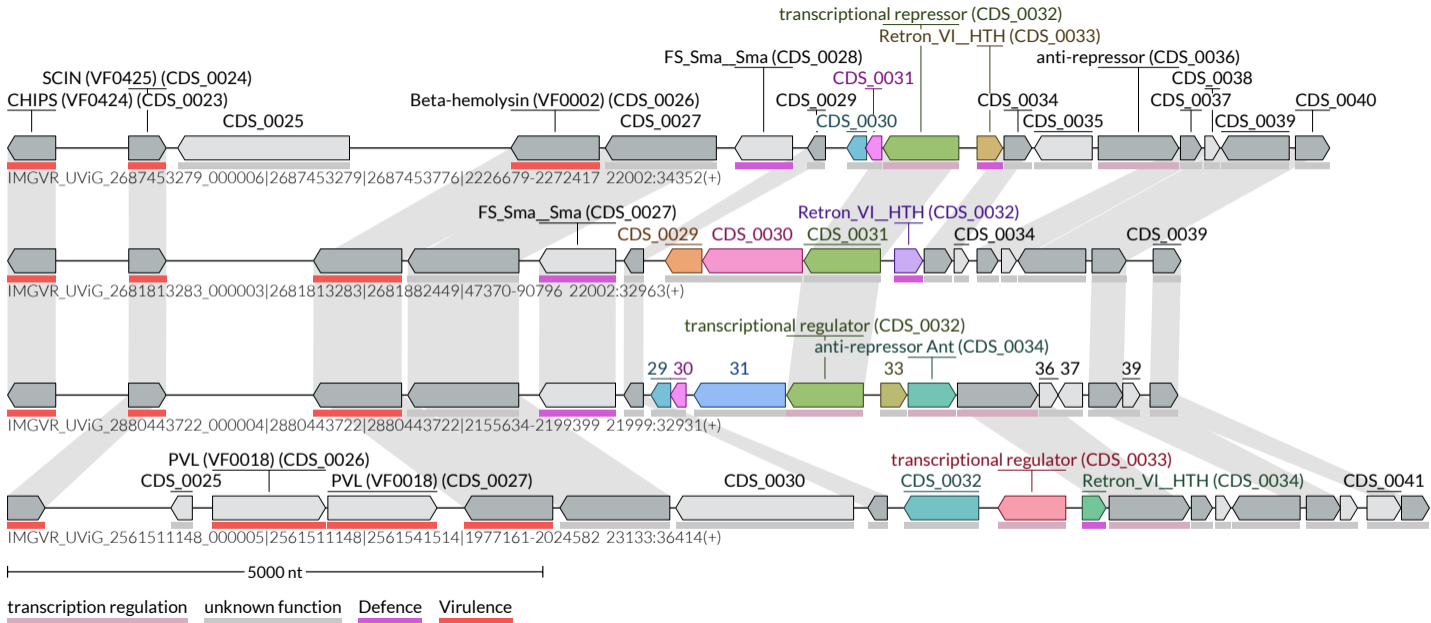 transcriptional repressor (CDS_0032)
Retron_VI__HTH (CDS_0033)
FS_Sma__Sma (CDS_0028)
anti-repressor (CDS_0036)
SCIN (VF0425) (CDS_0024)
CDS_0031
CDS_0038
CHIPS (VF0424) (CDS_0023)
Beta-hemolysin (VF0002) (CDS_0026)
CDS_0029
CDS_0034
CDS_0037
CDS_0040
CDS_0025
CDS_0027
CDS_0030
CDS_0035
CDS_0039
IMGVR_UViG_2687453279_000006|2687453279|2687453776|2226679-2272417 22002:34352(+)
FS_Sma__Sma (CDS_0027)
Retron_VI__HTH (CDS_0032)
CDS_0029
CDS_0030
CDS_0031
CDS_0034
CDS_0039
IMGVR_UViG_2681813283_000003|2681813283|2681882449|47370-90796 22002:32963(+)
transcriptional regulator (CDS_0032)
anti-repressor Ant (CDS_0034)
29 30 31 33 36 37 39
IMGVR_UViG_2880443722_000004|2880443722|2880443722|2155634-2199399 21999:32931(+)
PVL (VF0018) (CDS_0026)
transcriptional regulator (CDS_0033)
CDS_0025
PVL (VF0018) (CDS_0027)
CDS_0030
CDS_0032
Retron_VI__HTH (CDS_0034)
CDS_0041
IMGVR_UViG_2561511148_000005|2561511148|2561541514|1977161-2024582 23133:36414(+)
5000 nt
transcription regulation
unknown function
Defence
Virulence